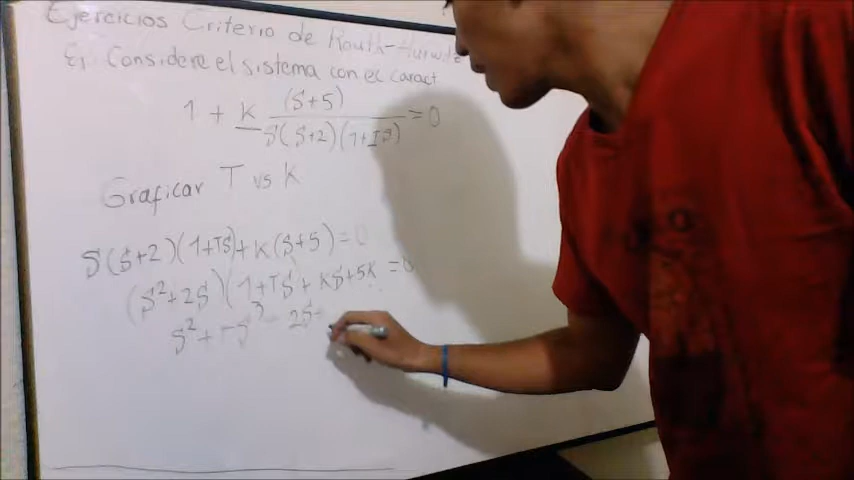 Ejercicios Criterio de Routh-Hurwitz
Ej Considere el sistema con ec caract
1 + K (S+5) / S(S+2)(1+TS) = 0
Graficar T vs K
S(S+2)(1+TS)+K(S+5)=0
(S²+2S)(1+TS+KS+5K=0
S²+TS³ 2S+